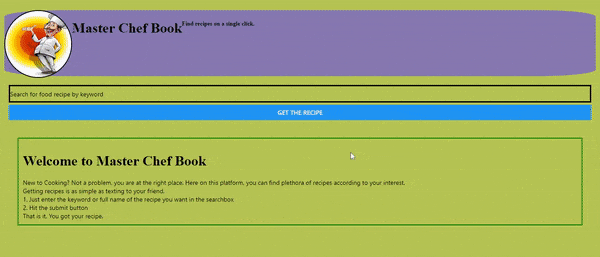 Master Chef Book
Find recipes on a single click.
Search for food recipe by keyword
GET THE RECIPE
Welcome to Master Chef Book
New to Cooking? Not a problem, you are at the right place. Here on this platform, you can find plethora of recipes according to your interest.
Getting recipes is as simple as texting to your friend.
1. Just enter the keyword or full name of the recipe you want in the searchbox
2. Hit the submit button
That is it. You got your recipe.